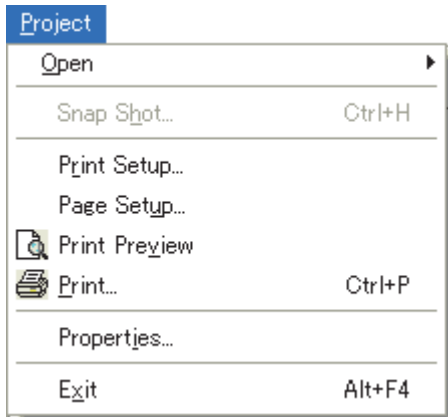 Project
Open
Snap Shot... Ctrl+H
Print Setup...
Page Setup...
Print Preview
Print... Ctrl+P
Properties...
Exit Alt+F4